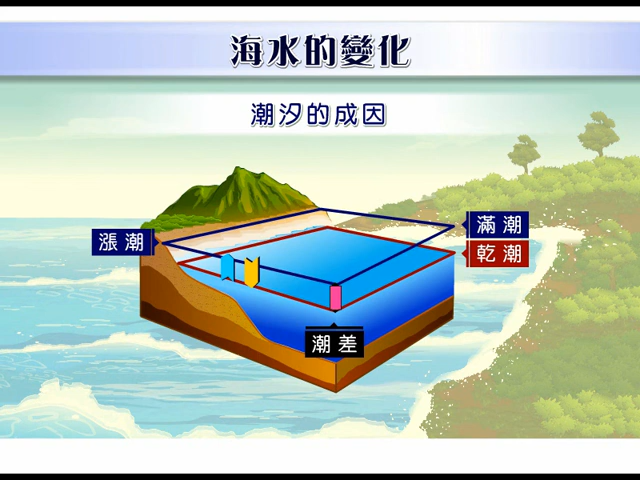 海水的變化
潮汐的成因
滿潮
漲潮
乾潮
潮差